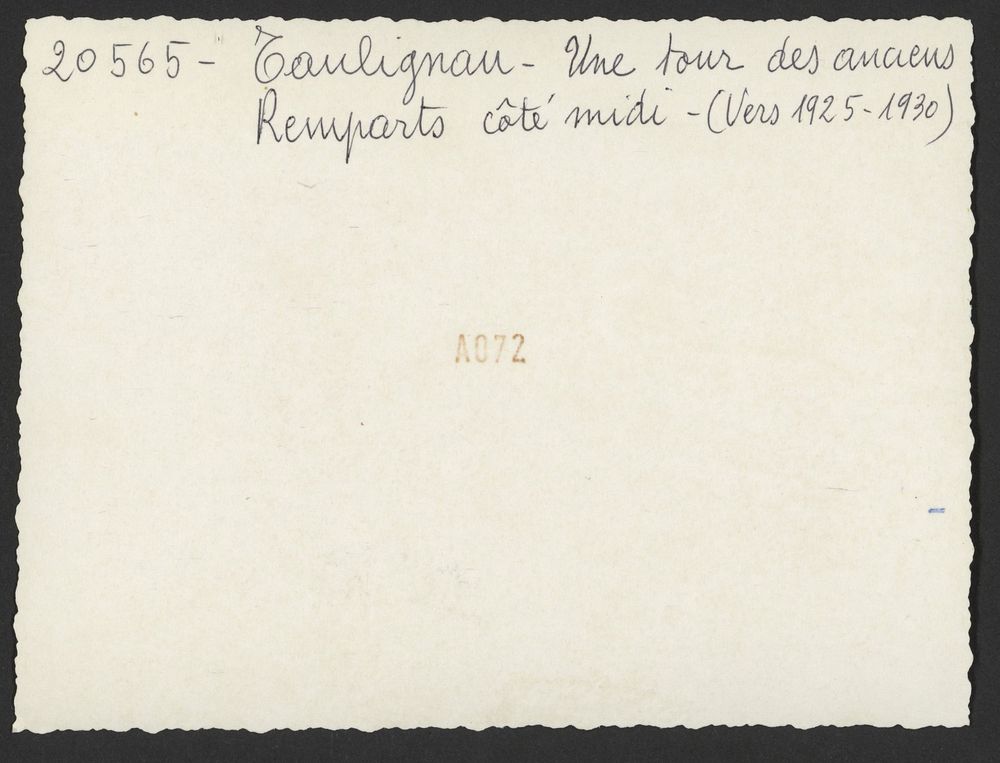 20565 - Taulignan - Une tour des anciens
Remparts côté midi - (Vers 1925-1930)
A072